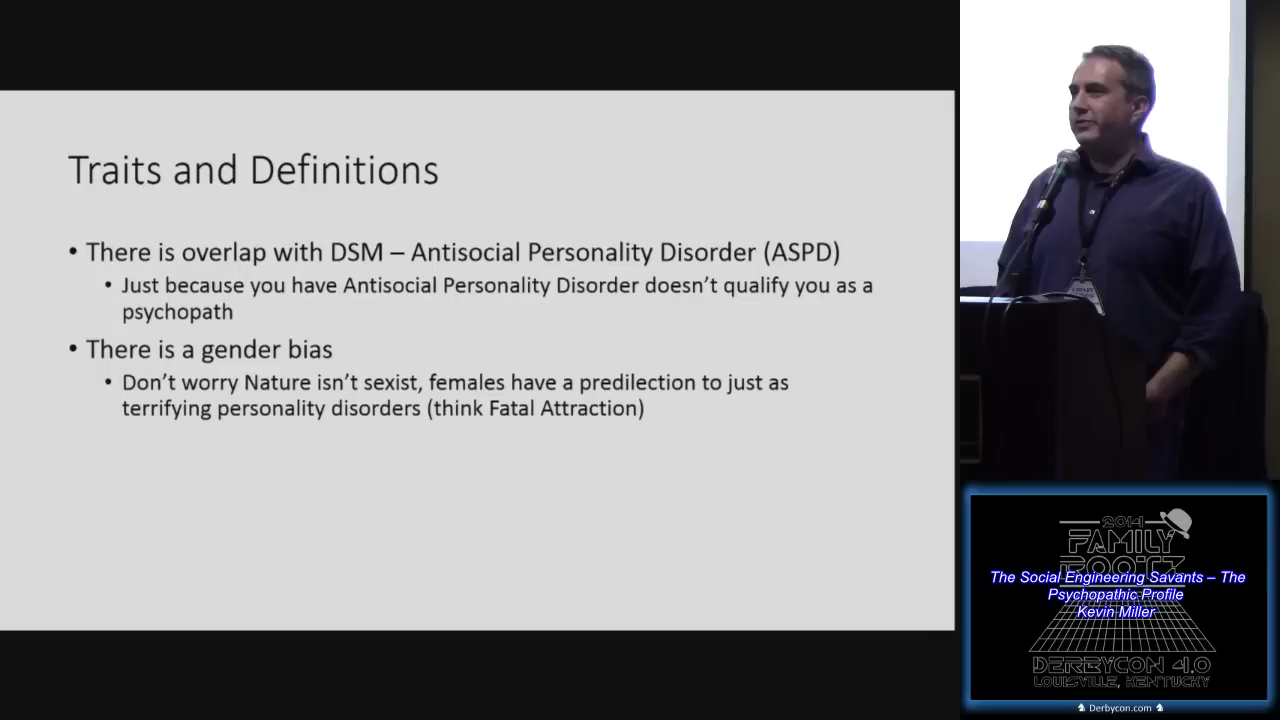 Traits and Definitions
• There is overlap with DSM – Antisocial Personality Disorder (ASPD)
• Just because you have Antisocial Personality Disorder doesn't qualify you as a
psychopath
• There is a gender bias
• Don't worry Nature isn't sexist, females have a predilection to just as
terrifying personality disorders (think Fatal Attraction)
2014
FAMILY
ROOTZ
The Social Engineering Savants – The
Psychopathic Profile
Kevin Miller
DERBYCON 4.0
LOUISVILLE, KENTUCKY
Derbycon.com